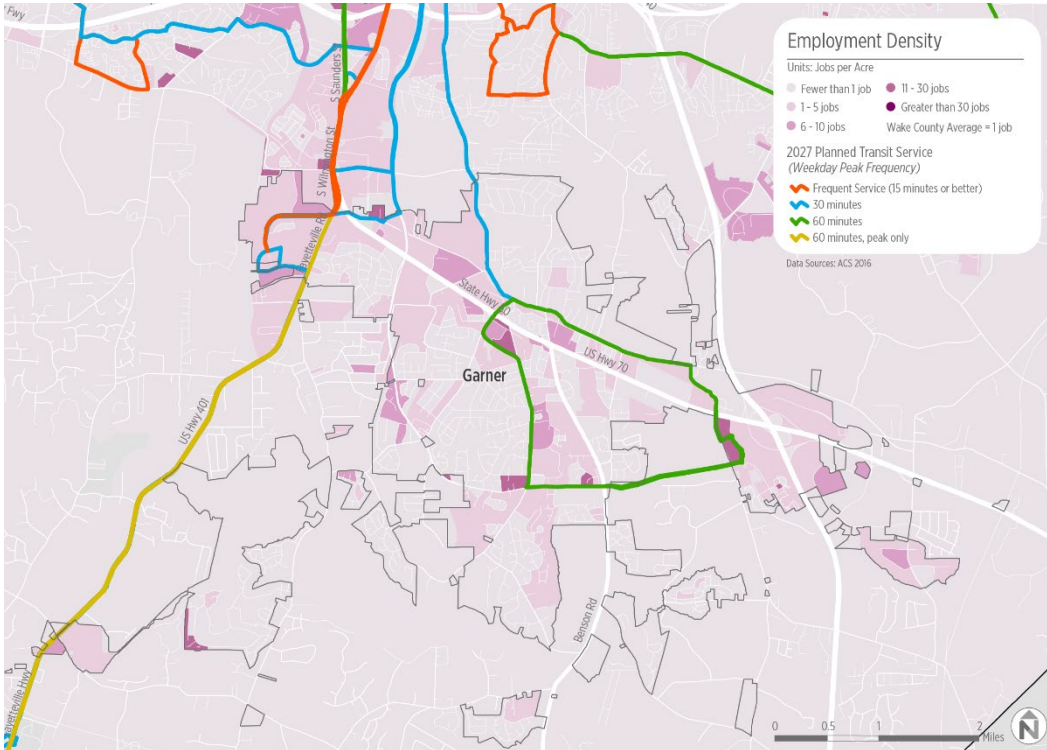 Fwy
S Saunders S
S Wilmington St
ayetteville Rd
State Hwy 50
US Hwy 70
Garner
US Hwy 401
Benson Rd
ayetteville Hwy
Employment Density
Units: Jobs per Acre
Fewer than 1 job
1 - 5 jobs
6 - 10 jobs
11 - 30 jobs
Greater than 30 jobs
Wake County Average = 1 job
2027 Planned Transit Service
(Weekday Peak Frequency)
Frequent Service (15 minutes or better)
30 minutes
60 minutes
60 minutes, peak only
Data Sources: ACS 2016
0 0.5 1 2
Miles
N